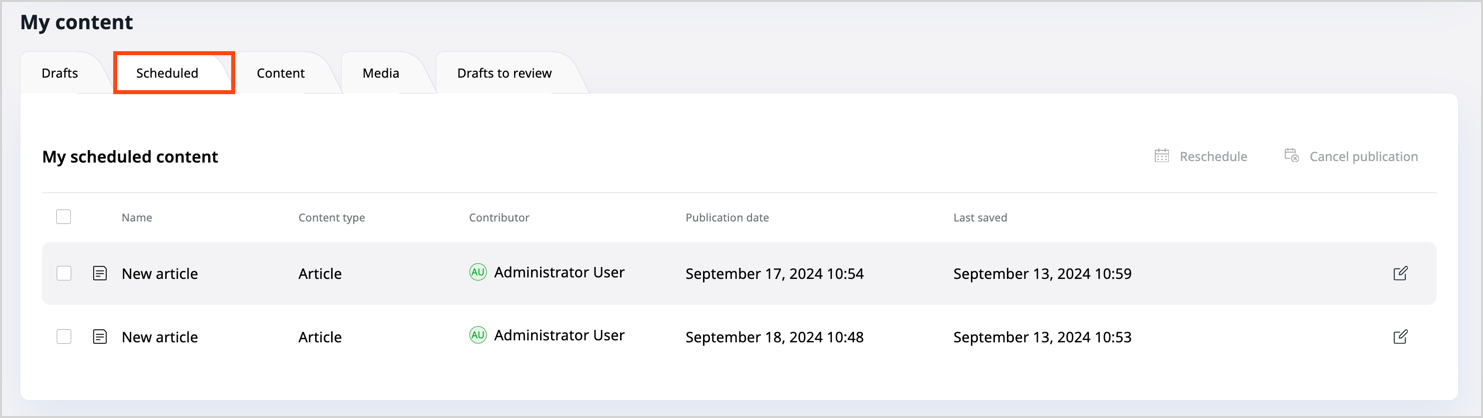 My content
Drafts Scheduled Content Media Drafts to review
My scheduled content Reschedule Cancel publication
Name Content type Contributor Publication date Last saved
New article Article AU Administrator User September 17, 2024 10:54 September 13, 2024 10:59
New article Article AU Administrator User September 18, 2024 10:48 September 13, 2024 10:53